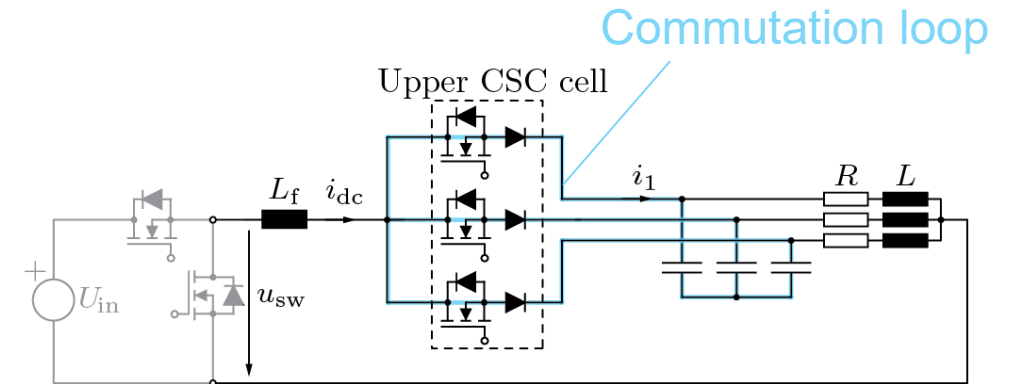 Commutation loop
Upper CSC cell
L_f
i_dc
i_1
R
L
+
U_in
u_sw